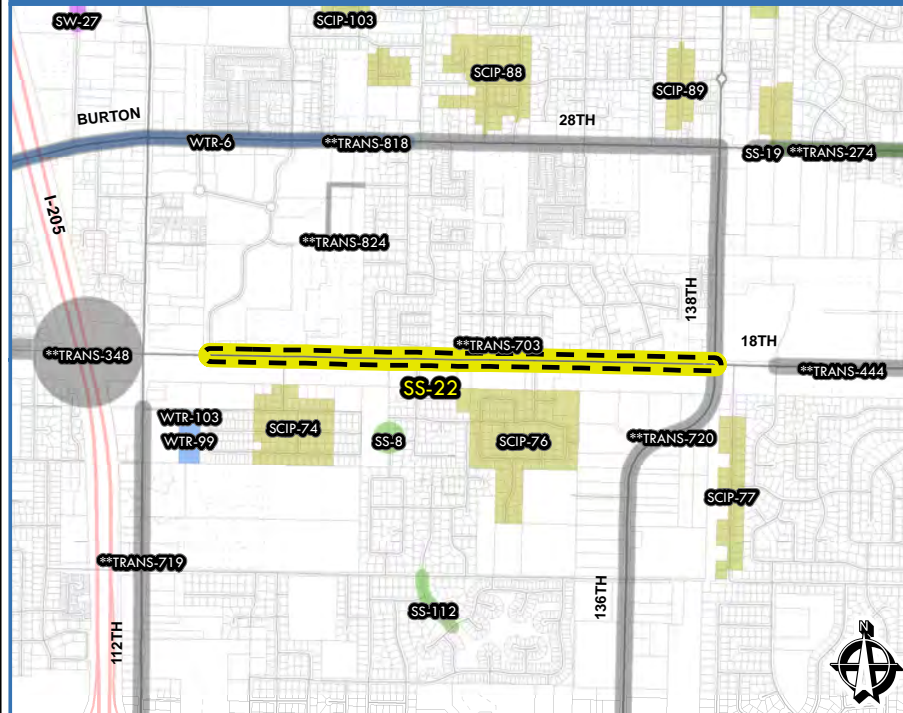 SW-27
SCIP-103
SCIP-88
SCIP-89
BURTON
28TH
WTR-6
**TRANS-818
SS-19
**TRANS-274
I-205
**TRANS-824
138TH
**TRANS-703
18TH
**TRANS-348
**TRANS-444
SS-22
WTR-103
SCIP-74
WTR-99
SS-8
SCIP-76
**TRANS-720
SCIP-77
**TRANS-719
136TH
SS-112
112TH
N